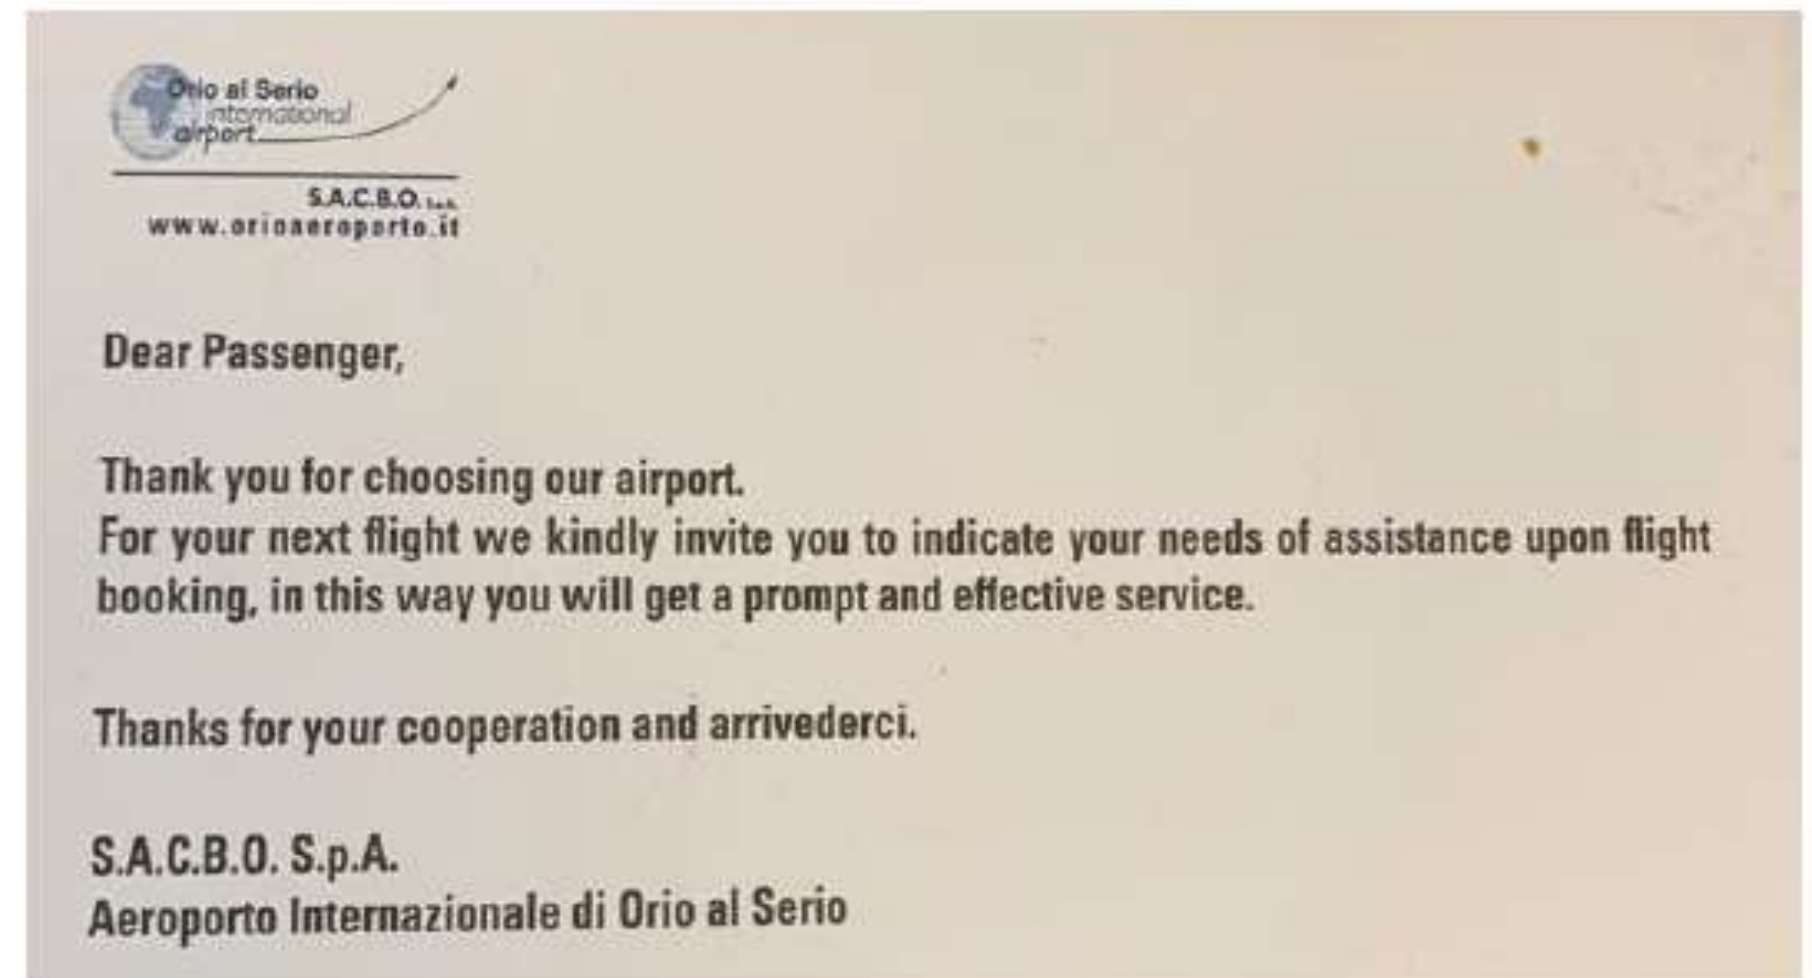 Orio al Serio
international
airport
S.A.C.B.O. S.p.A.
www.orioaeroporto.it
Dear Passenger,
Thank you for choosing our airport.
For your next flight we kindly invite you to indicate your needs of assistance upon flight
booking, in this way you will get a prompt and effective service.
Thanks for your cooperation and arrivederci.
S.A.C.B.O. S.p.A.
Aeroporto Internazionale di Orio al Serio